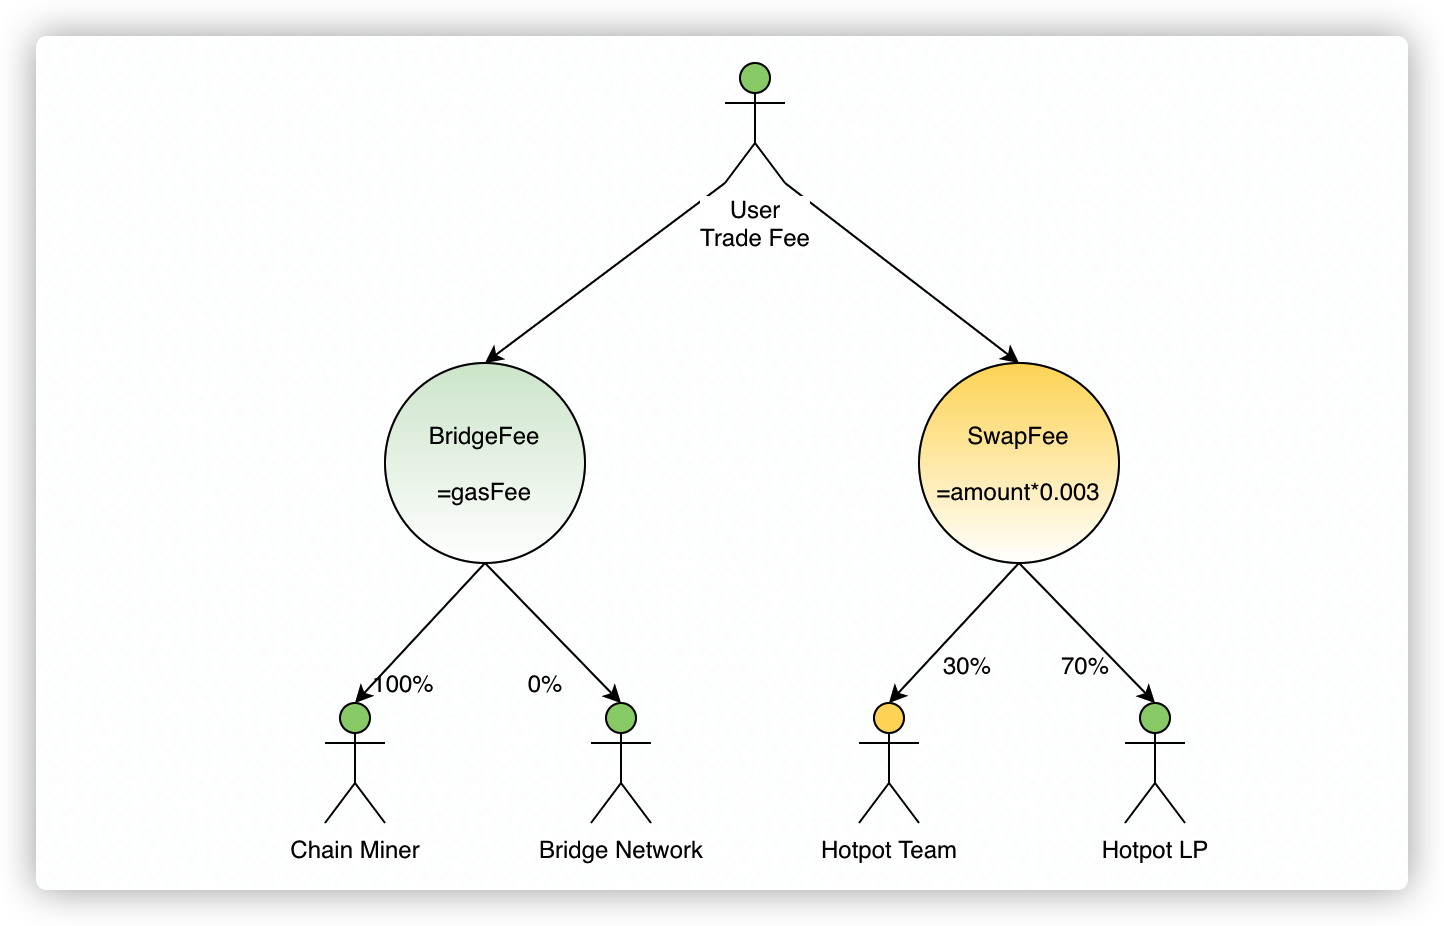 User
Trade Fee
BridgeFee
=gasFee
SwapFee
=amount*0.003
100%
0%
30%
70%
Chain Miner
Bridge Network
Hotpot Team
Hotpot LP